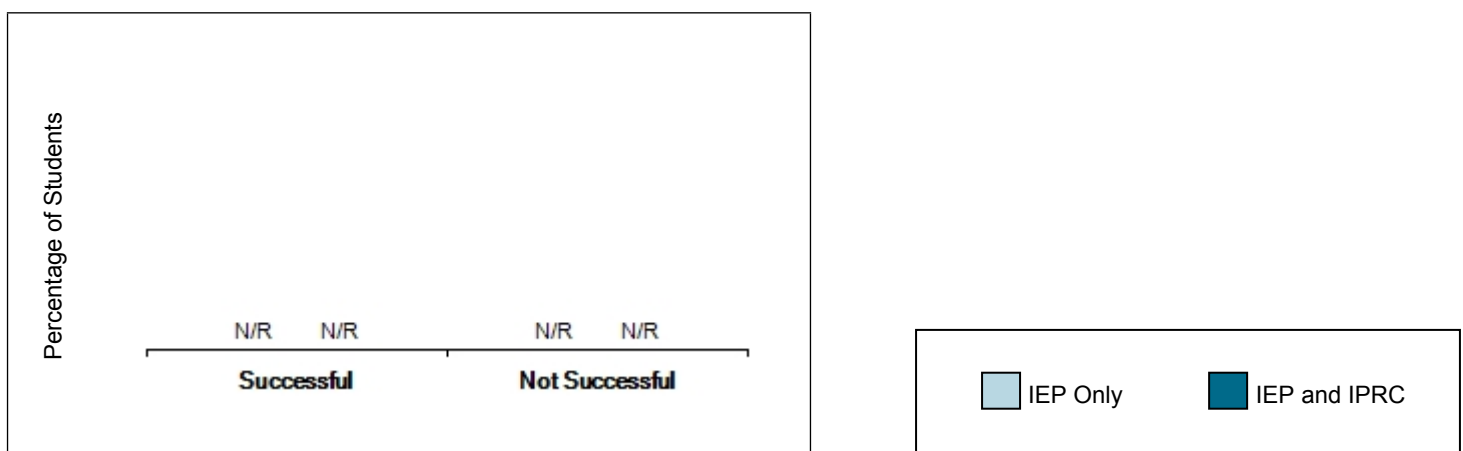 Percentage of Students
N/R N/R N/R N/R
Successful Not Successful
IEP Only IEP and IPRC